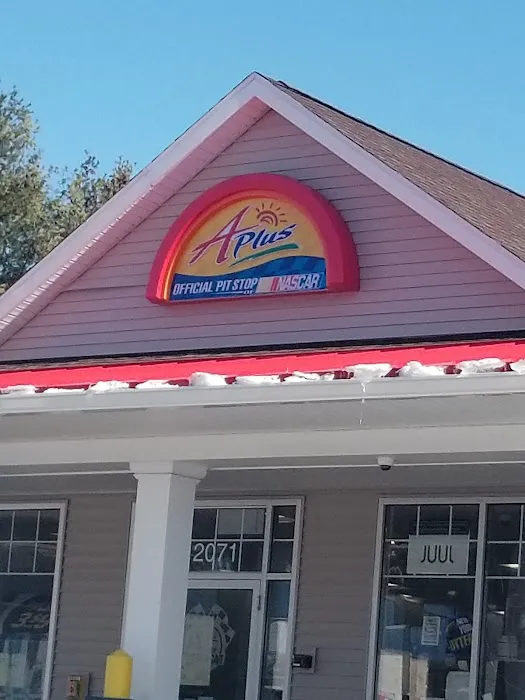 APlus
OFFICIAL PIT STOP OF NASCAR
2071
JUUL